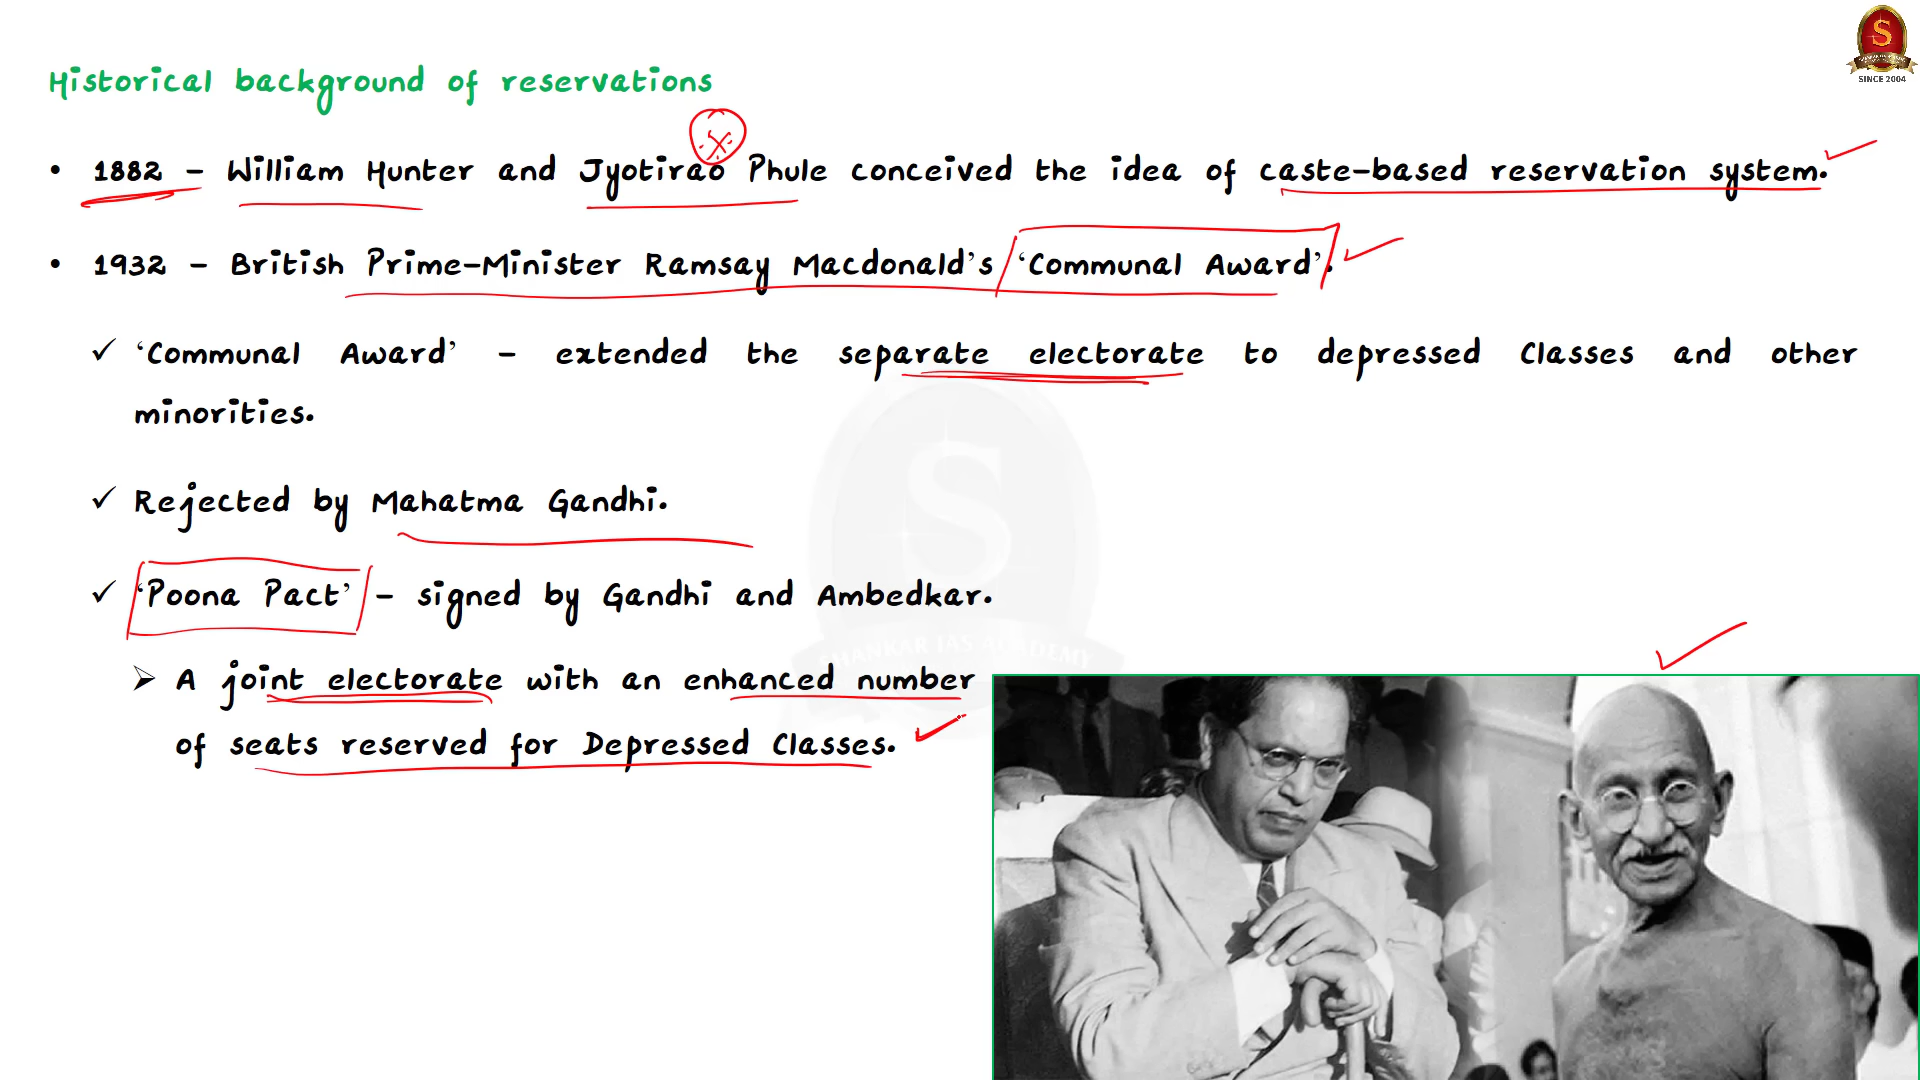 Historical background of reservations
• 1882 – William Hunter and Jyotirao Phule conceived the idea of caste-based reservation system.
• 1932 – British Prime-Minister Ramsay Macdonald's 'Communal Award'.
✓ 'Communal Award' – extended the separate electorate to depressed Classes and other
minorities.
✓ Rejected by Mahatma Gandhi.
✓ 'Poona Pact' – signed by Gandhi and Ambedkar.
➢ A joint electorate with an enhanced number
of seats reserved for Depressed Classes.
S
SINCE 2004
S
SHANKAR IAS ACADEMY